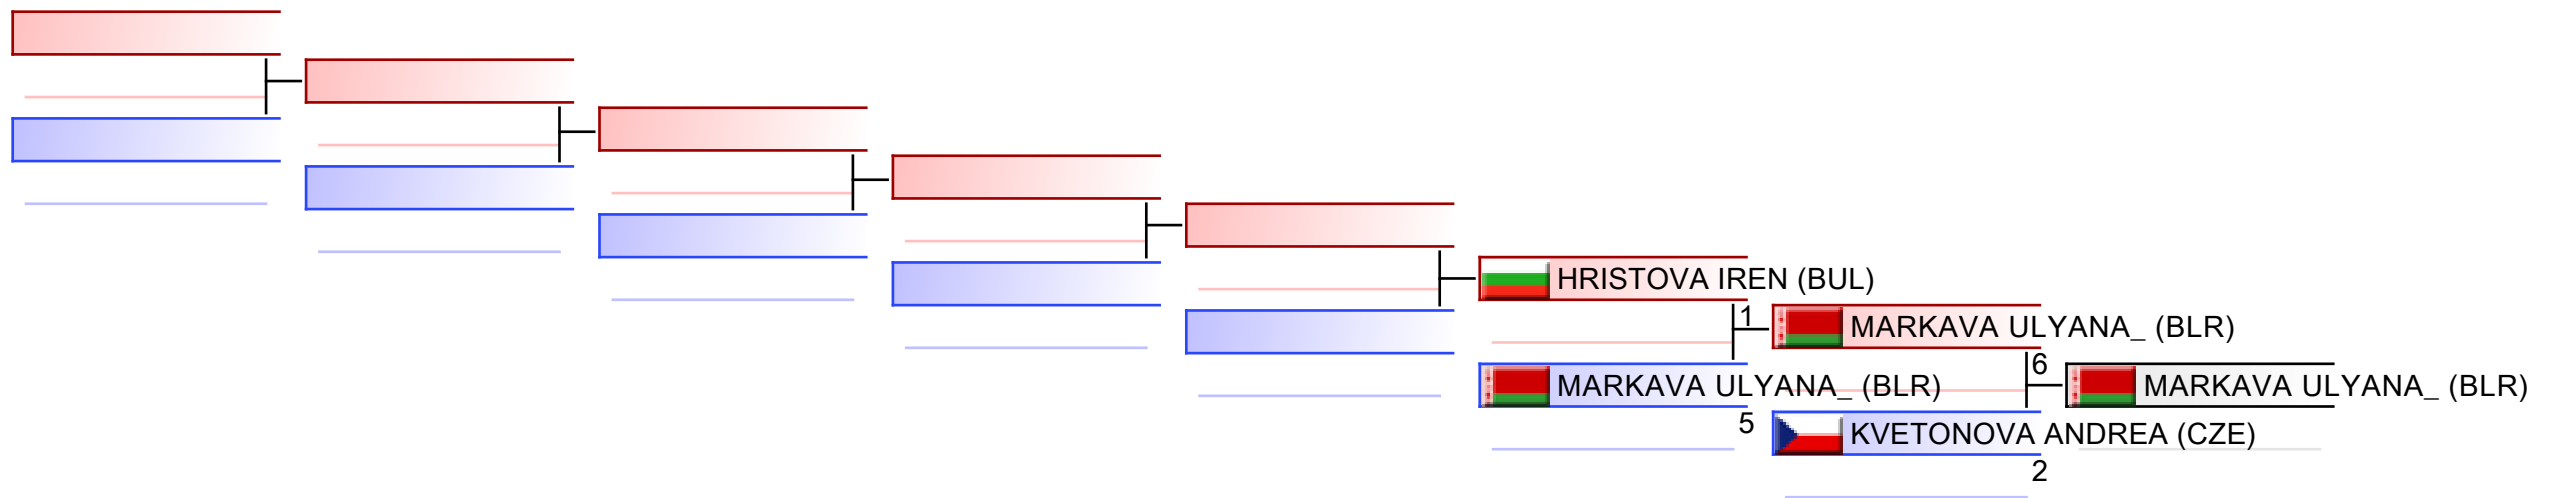 HRISTOVA IREN (BUL)
1
MARKAVA ULYANA_ (BLR)
6
MARKAVA ULYANA_ (BLR)
MARKAVA ULYANA_ (BLR)
5
KVETONOVA ANDREA (CZE)
2